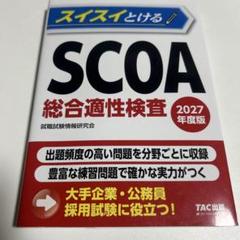 スイスイとける
SCOA
総合適性検査
2027
年度版
就職試験情報研究会
出題頻度の高い問題を分野ごとに収録
豊富な練習問題で確かな実力がつく
大手企業・公務員
採用試験に役立つ!
TAC出版